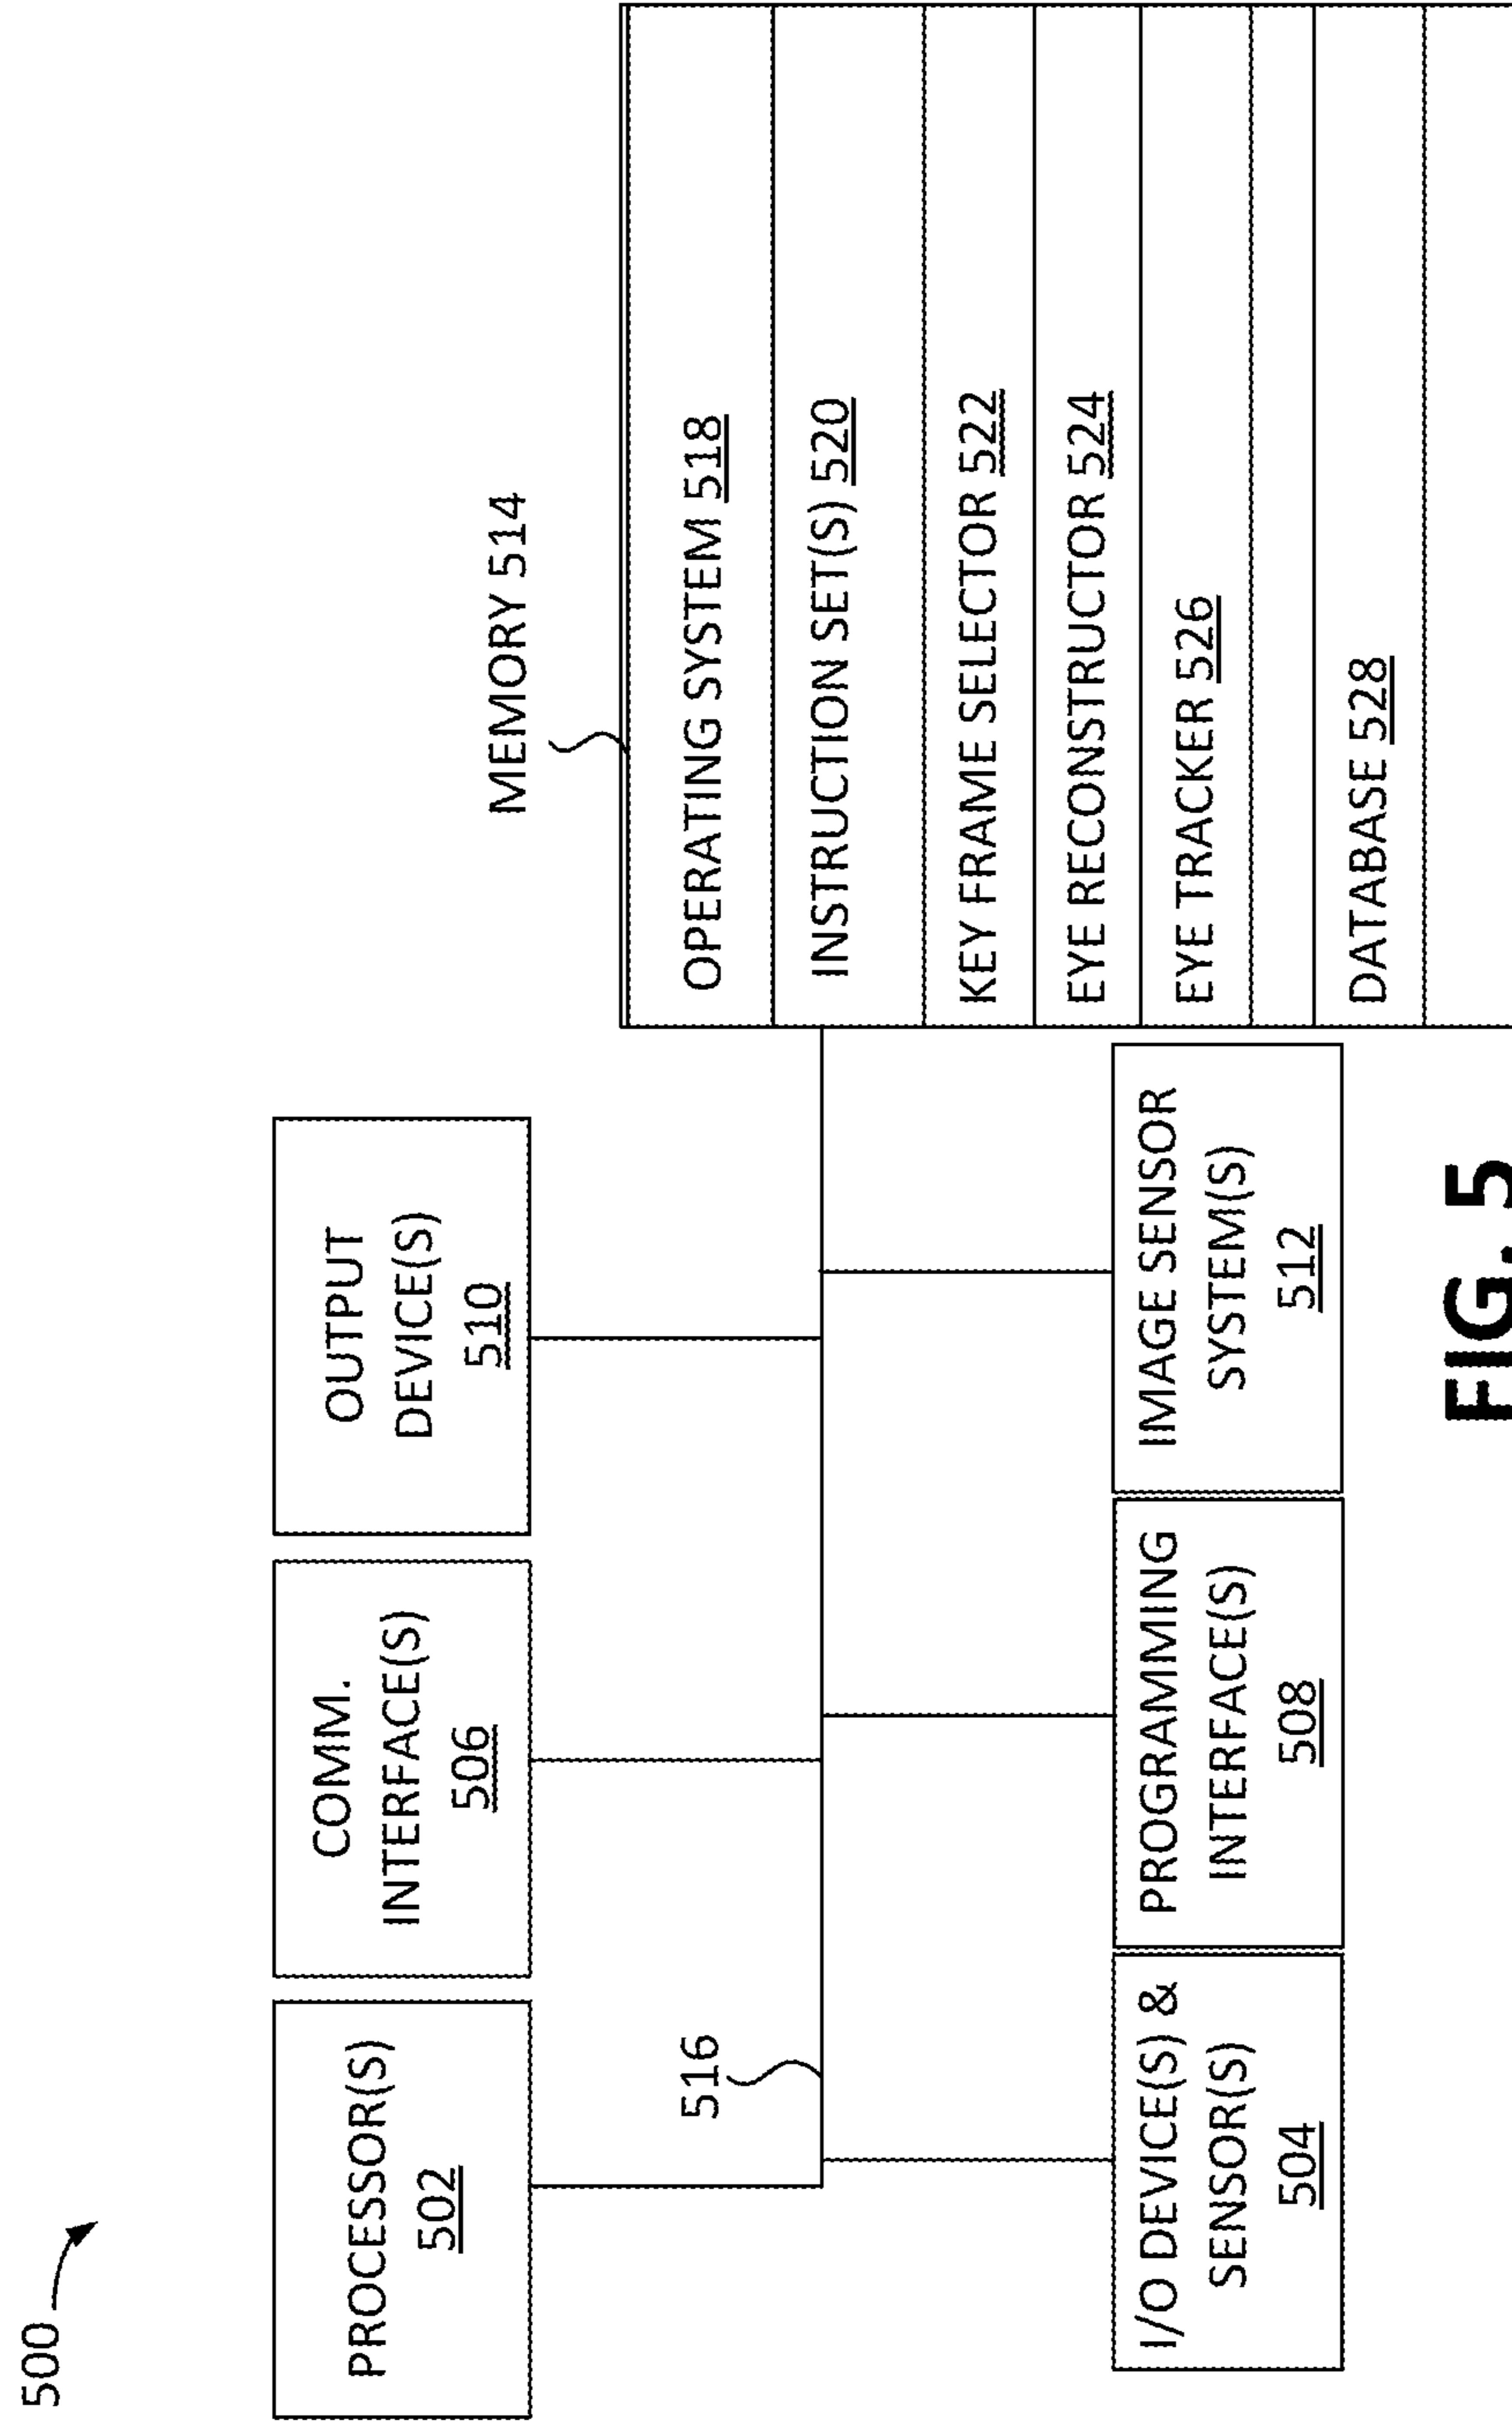 500
PROCESSOR(S)
502
COMM.
INTERFACE(S)
506
OUTPUT
DEVICE(S)
510
MEMORY 514
516
OPERATING SYSTEM 518
INSTRUCTION SET(S) 520
KEY FRAME SELECTOR 522
EYE RECONSTRUCTOR 524
EYE TRACKER 526
DATABASE 528
I/O DEVICE(S) &
SENSOR(S)
504
PROGRAMMING
INTERFACE(S)
508
IMAGE SENSOR
SYSTEM(S)
512
FIG. 5